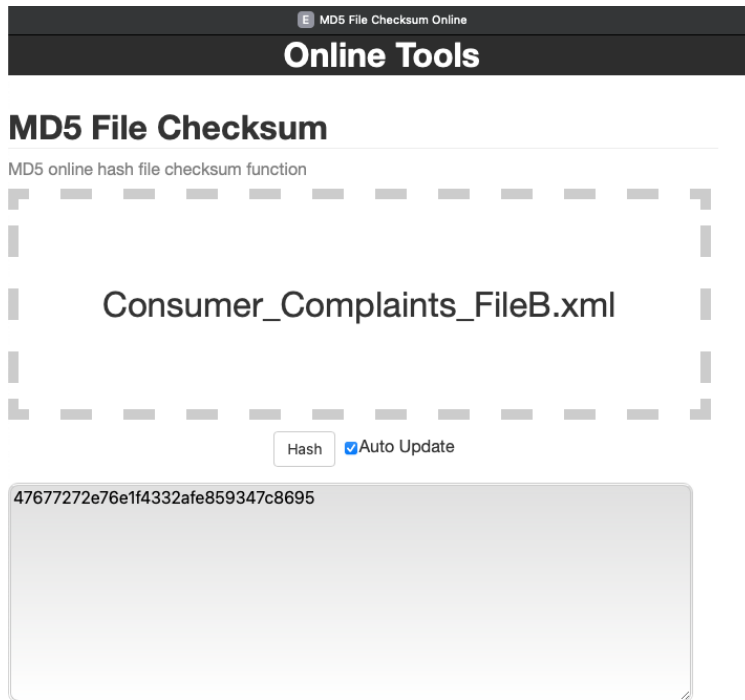 E MD5 File Checksum Online
Online Tools
MD5 File Checksum
MD5 online hash file checksum function
Consumer_Complaints_FileB.xml
Hash Auto Update
47677272e76e1f4332afe859347c8695